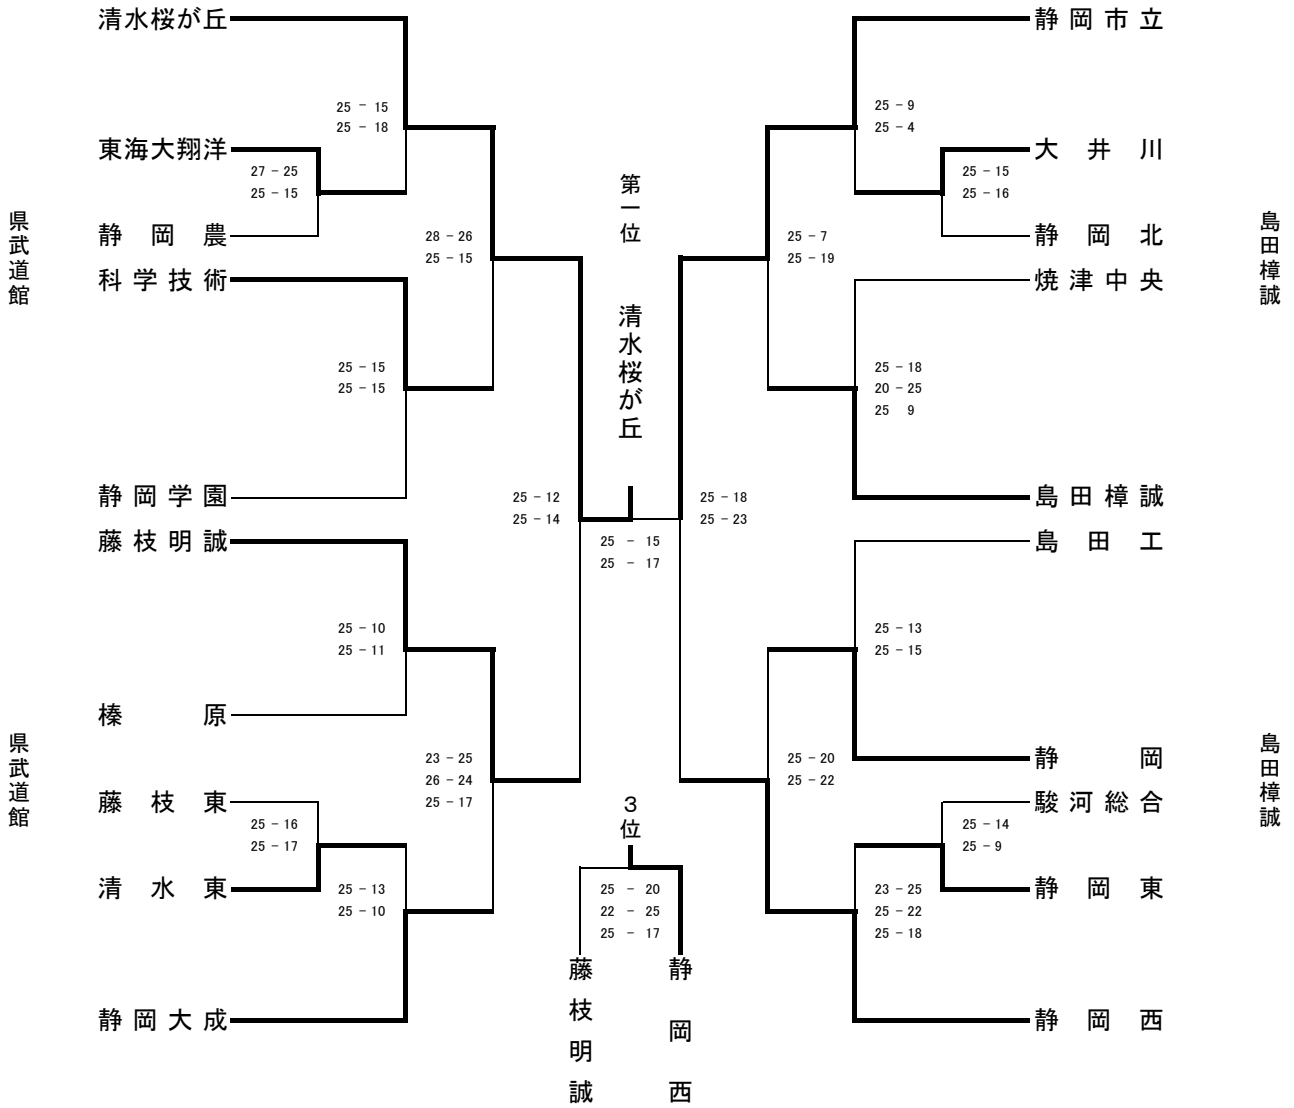 清水桜が丘
25 - 15
25 - 18
東海大翔洋
27 - 25
25 - 15
静岡農
県武道館
28 - 26
25 - 15
科学技術
25 - 15
25 - 15
静岡学園
25 - 12
25 - 14
藤枝明誠
25 - 10
25 - 11
榛原
県武道館
23 - 25
26 - 24
25 - 17
藤枝東
25 - 16
25 - 17
清水東
25 - 13
25 - 10
静岡大成
第一位 清水桜が丘
25 - 15
25 - 17
3位
25 - 20
22 - 25
25 - 17
藤枝明誠
静岡西
静岡市立
25 - 9
25 - 4
大井川
25 - 15
25 - 16
静岡北
島田樟誠
25 - 7
25 - 19
焼津中央
25 - 18
20 - 25
25 9
島田樟誠
25 - 18
25 - 23
島田工
25 - 13
25 - 15
静岡
島田樟誠
25 - 20
25 - 22
駿河総合
25 - 14
25 - 9
静岡東
23 - 25
25 - 22
25 - 18
静岡西